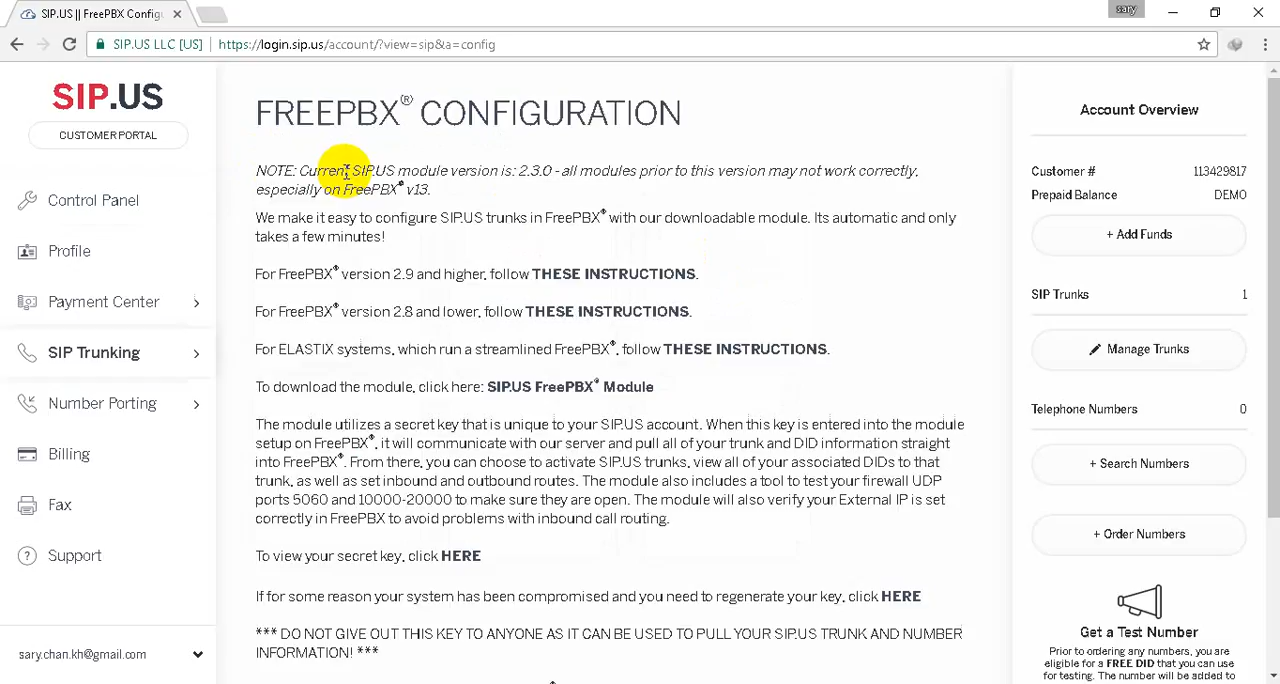 SIP.US || FreePBX Configu
sary
SIP.US LLC [US]
https://login.sip.us/account/?view=sip&a=config
SIP.US
CUSTOMER PORTAL
Control Panel
Profile
Payment Center
SIP Trunking
Number Porting
Billing
Fax
Support
sary.chan.kh@gmail.com
FREEPBX® CONFIGURATION
NOTE: Current SIP.US module version is: 2.3.0 - all modules prior to this version may not work correctly,
especially on FreePBX® v13.
We make it easy to configure SIP.US trunks in FreePBX® with our downloadable module. Its automatic and only
takes a few minutes!
For FreePBX® version 2.9 and higher, follow THESE INSTRUCTIONS.
For FreePBX® version 2.8 and lower, follow THESE INSTRUCTIONS.
For ELASTIX systems, which run a streamlined FreePBX®, follow THESE INSTRUCTIONS.
To download the module, click here: SIP.US FreePBX® Module
The module utilizes a secret key that is unique to your SIP.US account. When this key is entered into the module
setup on FreePBX®, it will communicate with our server and pull all of your trunk and DID information straight
into FreePBX®. From there, you can choose to activate SIP.US trunks, view all of your associated DIDs to that
trunk, as well as set inbound and outbound routes. The module also includes a tool to test your firewall UDP
ports 5060 and 10000-20000 to make sure they are open. The module will also verify your External IP is set
correctly in FreePBX to avoid problems with inbound call routing.
To view your secret key, click HERE
If for some reason your system has been compromised and you need to regenerate your key, click HERE
*** DO NOT GIVE OUT THIS KEY TO ANYONE AS IT CAN BE USED TO PULL YOUR SIP.US TRUNK AND NUMBER
INFORMATION! ***
Account Overview
Customer # 113429817
Prepaid Balance DEMO
+ Add Funds
SIP Trunks 1
Manage Trunks
Telephone Numbers 0
+ Search Numbers
+ Order Numbers
Get a Test Number
Prior to ordering any numbers, you are
eligible for a FREE DID that you can use
for testing. The number will be added to